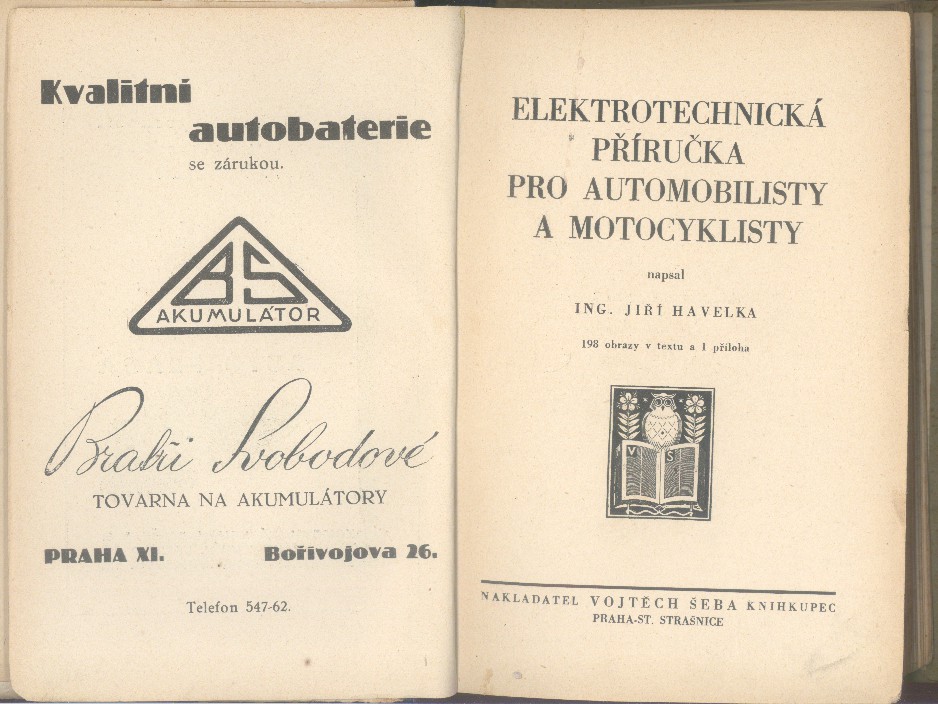 Kvalitní
autobaterie
se zárukou.
BS
AKUMULÁTOR
Bratři Svobodové
TOVARNA NA AKUMULÁTORY
PRAHA XI. Bořivojova 26.
Telefon 547-62.
ELEKTROTECHNICKÁ
PŘÍRUČKA
PRO AUTOMOBILISTY
A MOTOCYKLISTY
napsal
ING. JIŘÍ HAVELKA
198 obrazy v textu a 1 příloha
V Š
NAKLADATEL VOJTĚCH ŠEBA KNIHKUPEC
PRAHA-ST. STRAŠNICE